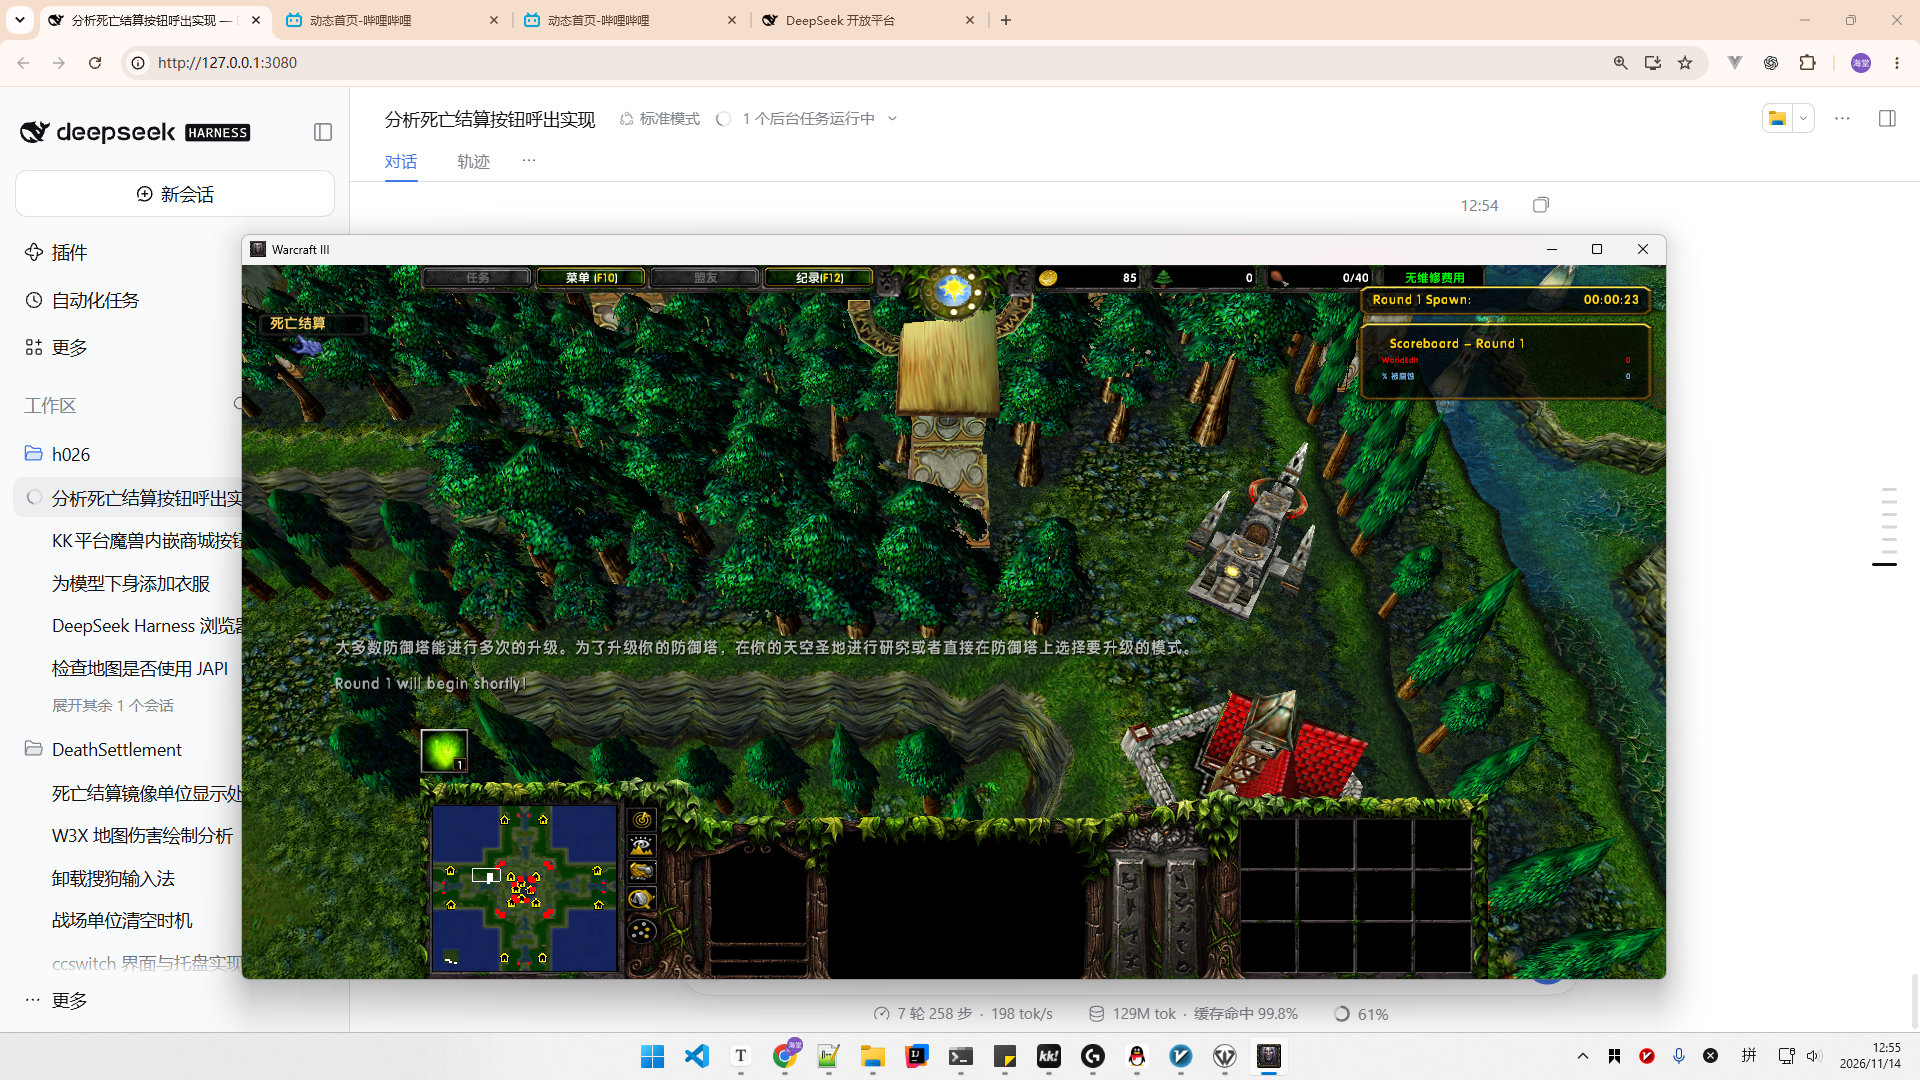 分析死亡结算按钮呼出实现 —
动态首页-哔哩哔哩
动态首页-哔哩哔哩
DeepSeek 开放平台
http://127.0.0.1:3080
海堂
deepseek HARNESS
新会话
插件
自动化任务
更多
工作区
h026
分析死亡结算按钮呼出实
KK平台魔兽内嵌商城按钮
为模型下身添加衣服
DeepSeek Harness 浏览器
检查地图是否使用 JAPI
展开其余 1 个会话
DeathSettlement
死亡结算镜像单位显示处
W3X 地图伤害绘制分析
卸载搜狗输入法
战场单位清空时机
ccswitch 界面与托盘实现
更多
分析死亡结算按钮呼出实现
标准模式
1 个后台任务运行中
对话
轨迹
12:54
Warcraft III
任务
菜单 (F10)
盟友
纪录(F12)
85
0
0/40
无维修费用
死亡结算
Round 1 Spawn:
00:00:23
Scoreboard – Round 1
WorldEdit
0
% 被腐蚀
0
大多数防御塔能进行多次的升级。为了升级你的防御塔，在你的天空圣地进行研究或者直接在防御塔上选择要升级的模式。
Round 1 will begin shortly!
1
7 轮 258 步 · 198 tok/s
129M tok · 缓存命中 99.8%
61%
海堂
T
kk!
拼
12:55
2026/11/14